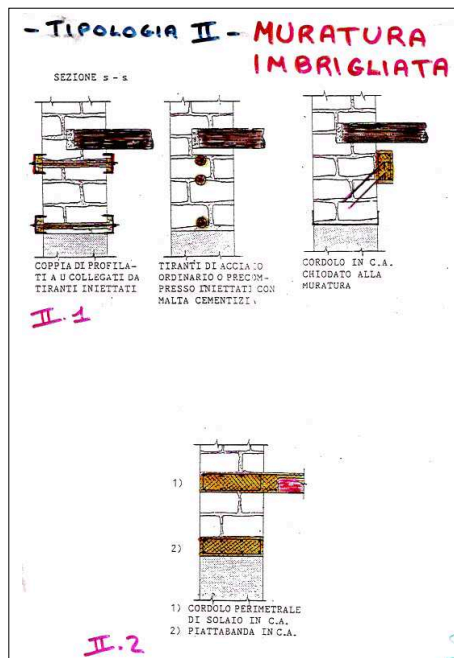 - TIPOLOGIA II - MURATURA
IMBRIGLIATA
SEZIONE s - s
COPPIA DI PROFILA-
TI A U COLLEGATI DA
TIRANTI INIETTATI
TIRANTI DI ACCIAIO
ORDINARIO O PRECOM-
PRESSO INIETTATI CON
MALTA CEMENTIZIA
CORDOLO IN C.A.
CHIODATO ALLA
MURATURA
II.1
1)
2)
1) CORDOLO PERIMETRALE
DI SOLAIO IN C.A.
2) PIATTABANDA IN C.A.
II.2